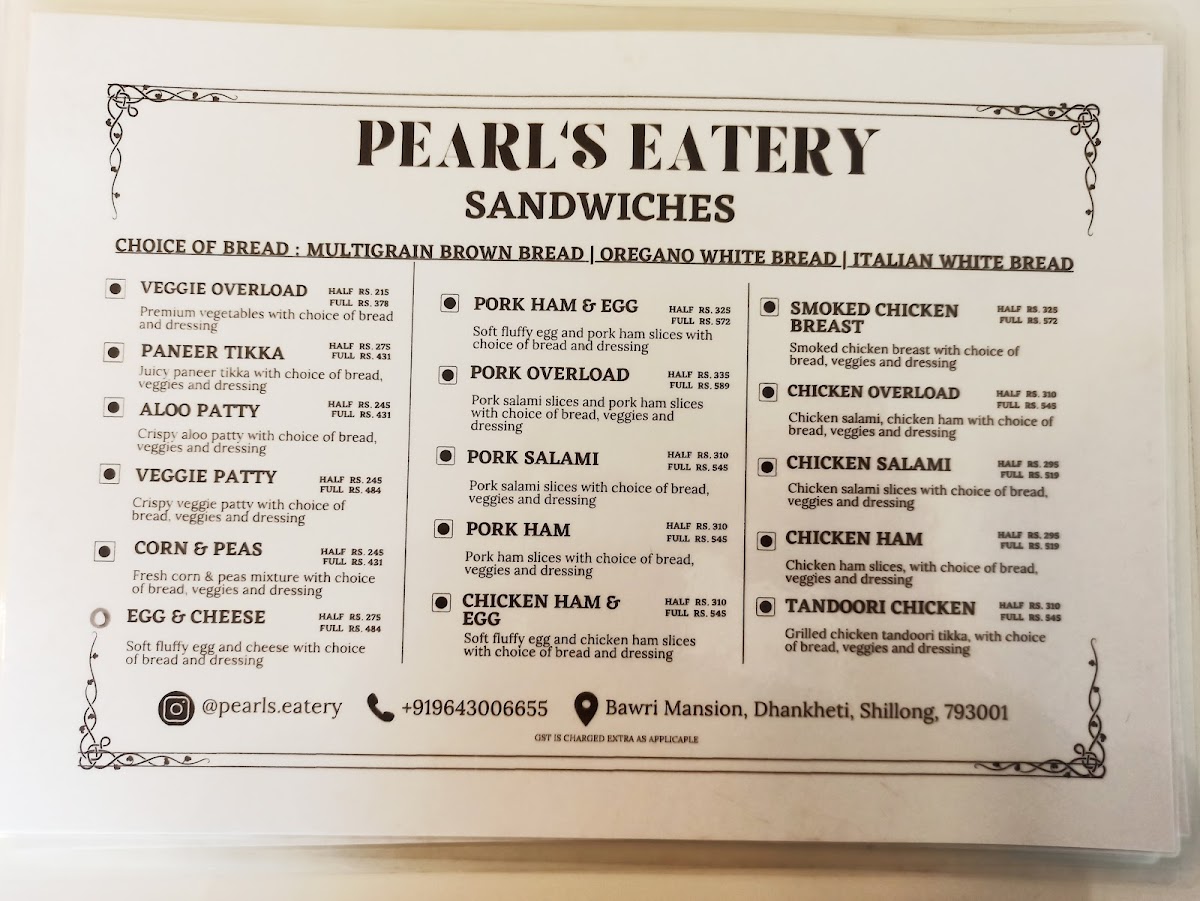 PEARL'S EATERY
SANDWICHES
CHOICE OF BREAD : MULTIGRAIN BROWN BREAD | OREGANO WHITE BREAD | ITALIAN WHITE BREAD
VEGGIE OVERLOAD HALF RS. 215
FULL RS. 378
Premium vegetables with choice of bread
and dressing
PANEER TIKKA HALF RS. 275
FULL RS. 431
Juicy paneer tikka with choice of bread,
veggies and dressing
ALOO PATTY HALF RS. 245
FULL RS. 431
Crispy aloo patty with choice of bread,
veggies and dressing
VEGGIE PATTY HALF RS. 245
FULL RS. 484
Crispy veggie patty with choice of
bread, veggies and dressing
CORN & PEAS HALF RS. 245
FULL RS. 431
Fresh corn & peas mixture with choice
of bread, veggies and dressing
EGG & CHEESE HALF RS. 275
FULL RS. 484
Soft fluffy egg and cheese with choice
of bread and dressing
PORK HAM & EGG HALF RS. 325
FULL RS. 572
Soft fluffy egg and pork ham slices with
choice of bread and dressing
PORK OVERLOAD HALF RS. 335
FULL RS. 589
Pork salami slices and pork ham slices
with choice of bread, veggies and
dressing
PORK SALAMI HALF RS. 310
FULL RS. 545
Pork salami slices with choice of bread,
veggies and dressing
PORK HAM HALF RS. 310
FULL RS. 545
Pork ham slices with choice of bread,
veggies and dressing
CHICKEN HAM & HALF RS. 310
EGG FULL RS. 545
Soft fluffy egg and chicken ham slices
with choice of bread and dressing
SMOKED CHICKEN HALF RS. 325
BREAST FULL RS. 572
Smoked chicken breast with choice of
bread, veggies and dressing
CHICKEN OVERLOAD HALF RS. 310
FULL RS. 545
Chicken salami, chicken ham with choice of
bread, veggies and dressing
CHICKEN SALAMI HALF RS. 295
FULL RS. 519
Chicken salami slices with choice of bread,
veggies and dressing
CHICKEN HAM HALF RS. 295
FULL RS. 519
Chicken ham slices, with choice of bread,
veggies and dressing
TANDOORI CHICKEN HALF RS. 310
FULL RS. 545
Grilled chicken tandoori tikka, with choice
of bread, veggies and dressing
@pearls.eatery +919643006655 Bawri Mansion, Dhankheti, Shillong, 793001
GST IS CHARGED EXTRA AS APPLICAPLE